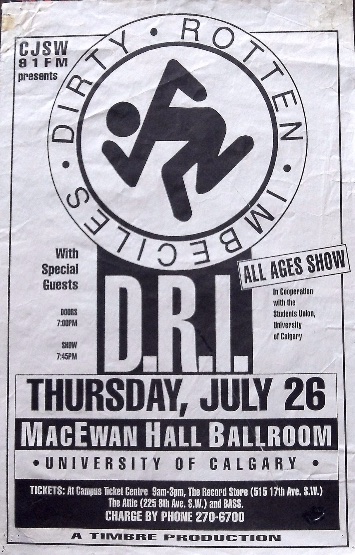 CJSW
91 FM
presents
DIRTY • ROTTEN • IMBECILES •
With
Special
Guests
D.R.I.
ALL AGES SHOW
In Cooperation
with the
Students Union,
University
of Calgary
DOORS
7:00PM
SHOW
7:45PM
THURSDAY, JULY 26
MACEWAN HALL BALLROOM
• UNIVERSITY OF CALGARY •
TICKETS: At Campus Ticket Centre 9am-3pm, The Record Store (515 17th Ave. S.W.)
The Attic (225 8th Ave. S.W.) and BASS.
CHARGE BY PHONE 270-6700
A TIMBRE PRODUCTION